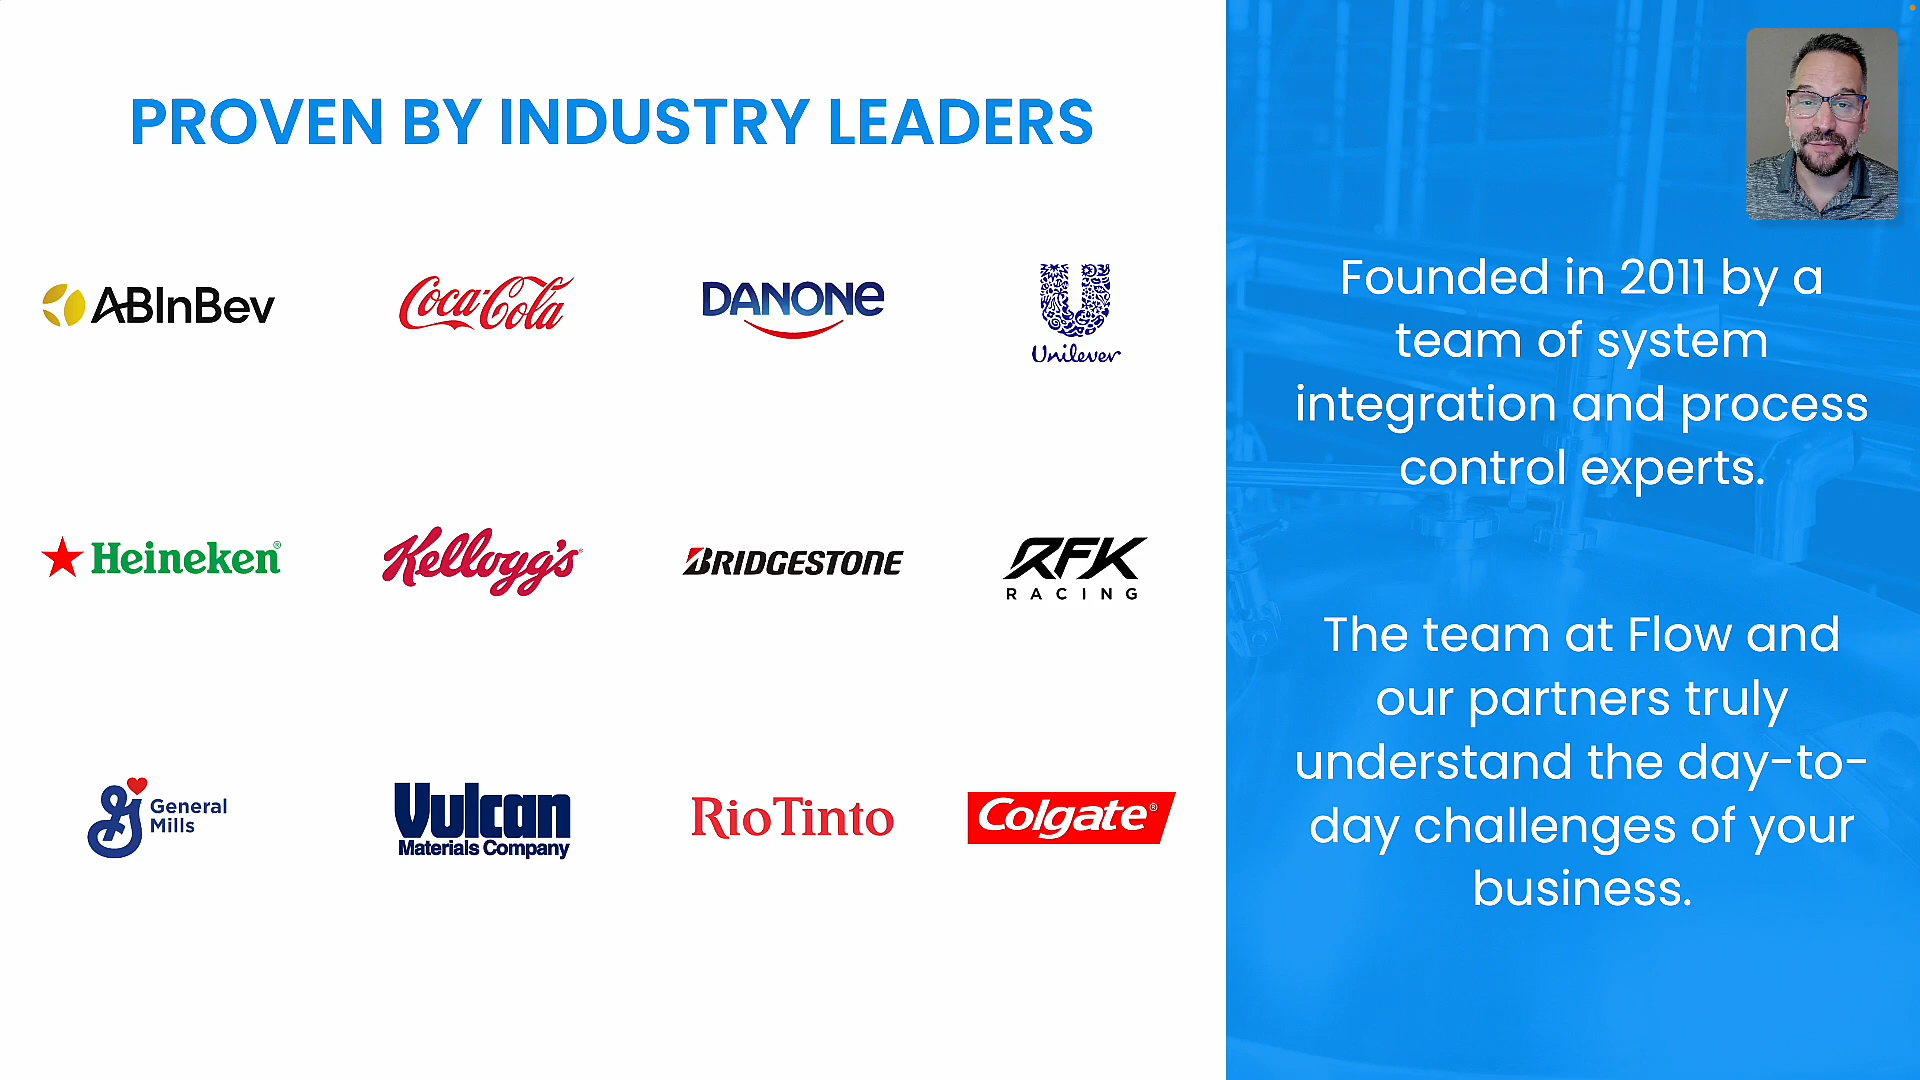 PROVEN BY INDUSTRY LEADERS
ABInBev
Coca-Cola
DANONE
Unilever
Heineken®
Kellogg's®
BRIDGESTONE
RFK
RACING
General
Mills
Vulcan
Materials Company
RioTinto
Colgate®
Founded in 2011 by a
team of system
integration and process
control experts.
The team at Flow and
our partners truly
understand the day-to-
day challenges of your
business.